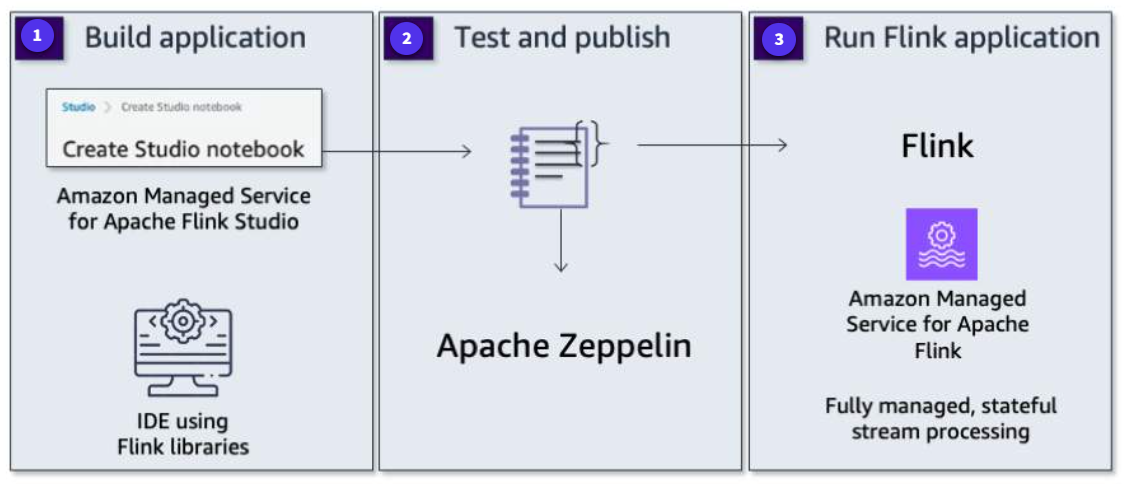 1
Build application
Studio > Create Studio notebook
Create Studio notebook
Amazon Managed Service
for Apache Flink Studio
IDE using
Flink libraries
2
Test and publish
{ }
Apache Zeppelin
3
Run Flink application
Flink
Amazon Managed
Service for Apache
Flink
Fully managed, stateful
stream processing